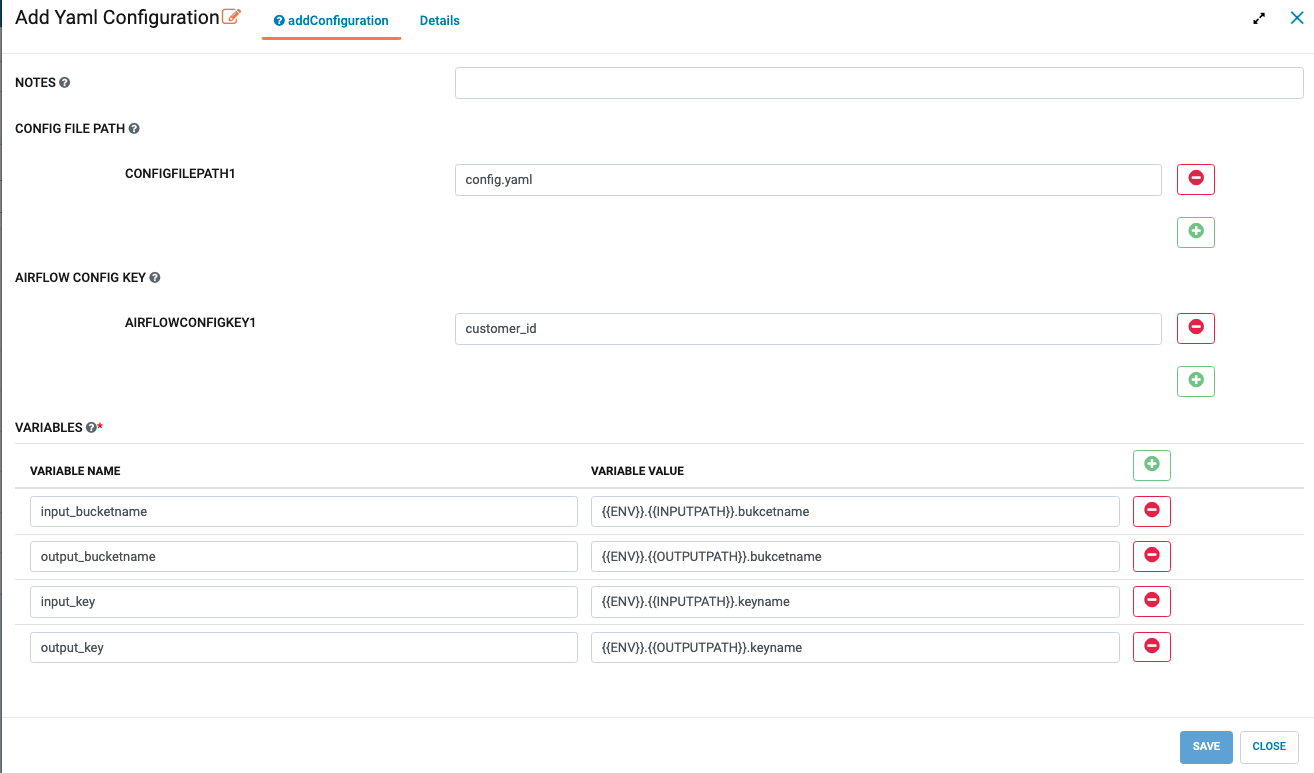 Add Yaml Configuration addConfiguration Details
NOTES
CONFIG FILE PATH
CONFIGFILEPATH1 config.yaml
AIRFLOW CONFIG KEY
AIRFLOWCONFIGKEY1 customer_id
VARIABLES *
VARIABLE NAME VARIABLE VALUE
input_bucketname {{ENV}}.{{INPUTPATH}}.bukcetname
output_bucketname {{ENV}}.{{OUTPUTPATH}}.bukcetname
input_key {{ENV}}.{{INPUTPATH}}.keyname
output_key {{ENV}}.{{OUTPUTPATH}}.keyname
SAVE CLOSE